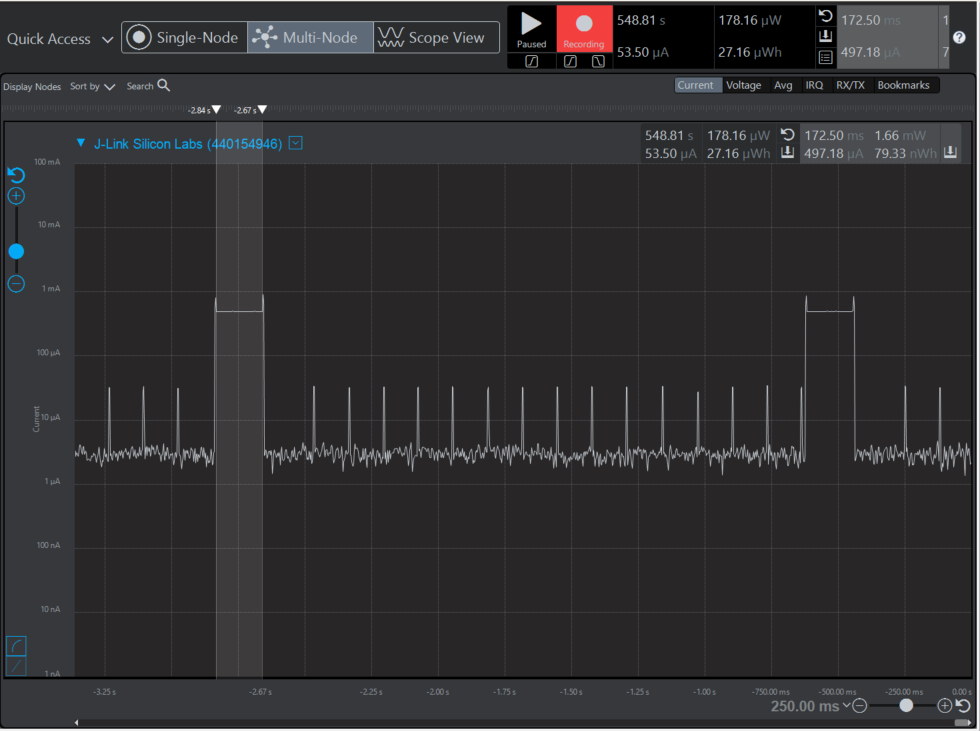 Quick Access Single-Node Multi-Node Scope View
Paused Recording
548.81 s 178.16 µW 172.50 ms 1
53.50 µA 27.16 µWh 497.18 µA 7
?
Display Nodes Sort by Search Current Voltage Avg IRQ RX/TX Bookmarks
-2.84 s -2.67 s
J-Link Silicon Labs (440154946)
548.81 s 178.16 µW 172.50 ms 1.66 mW
53.50 µA 27.16 µWh 497.18 µA 79.33 nWh
100 mA
10 mA
1 mA
100 µA
10 µA
1 µA
100 nA
10 nA
1 nA
Current
-3.25 s -2.67 s -2.25 s -2.00 s -1.75 s -1.50 s -1.25 s -1.00 s -750.00 ms -500.00 ms -250.00 ms 0.00 s
250.00 ms